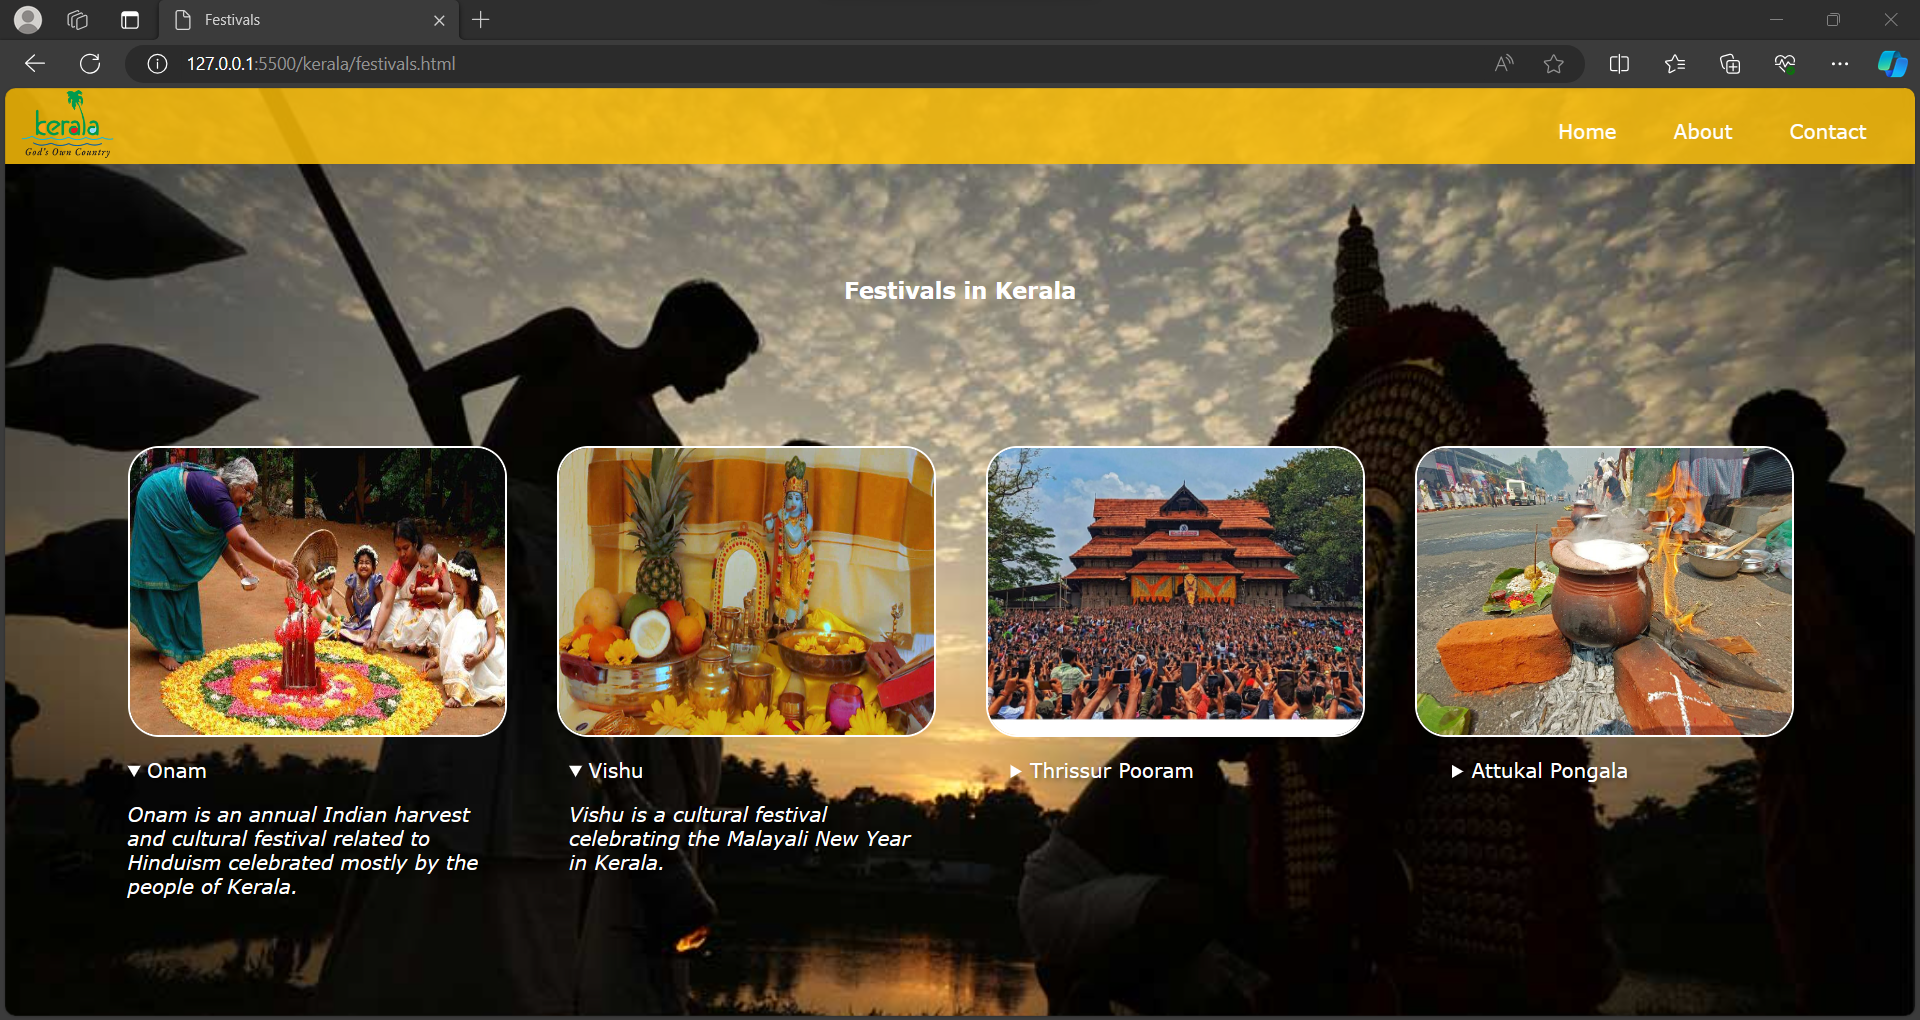 Festivals
127.0.0.1:5500/kerala/festivals.html
kerala
God's Own Country
Home About Contact
Festivals in Kerala
Onam
Onam is an annual Indian harvest
and cultural festival related to
Hinduism celebrated mostly by the
people of Kerala.
Vishu
Vishu is a cultural festival
celebrating the Malayali New Year
in Kerala.
Thrissur Pooram
Attukal Pongala